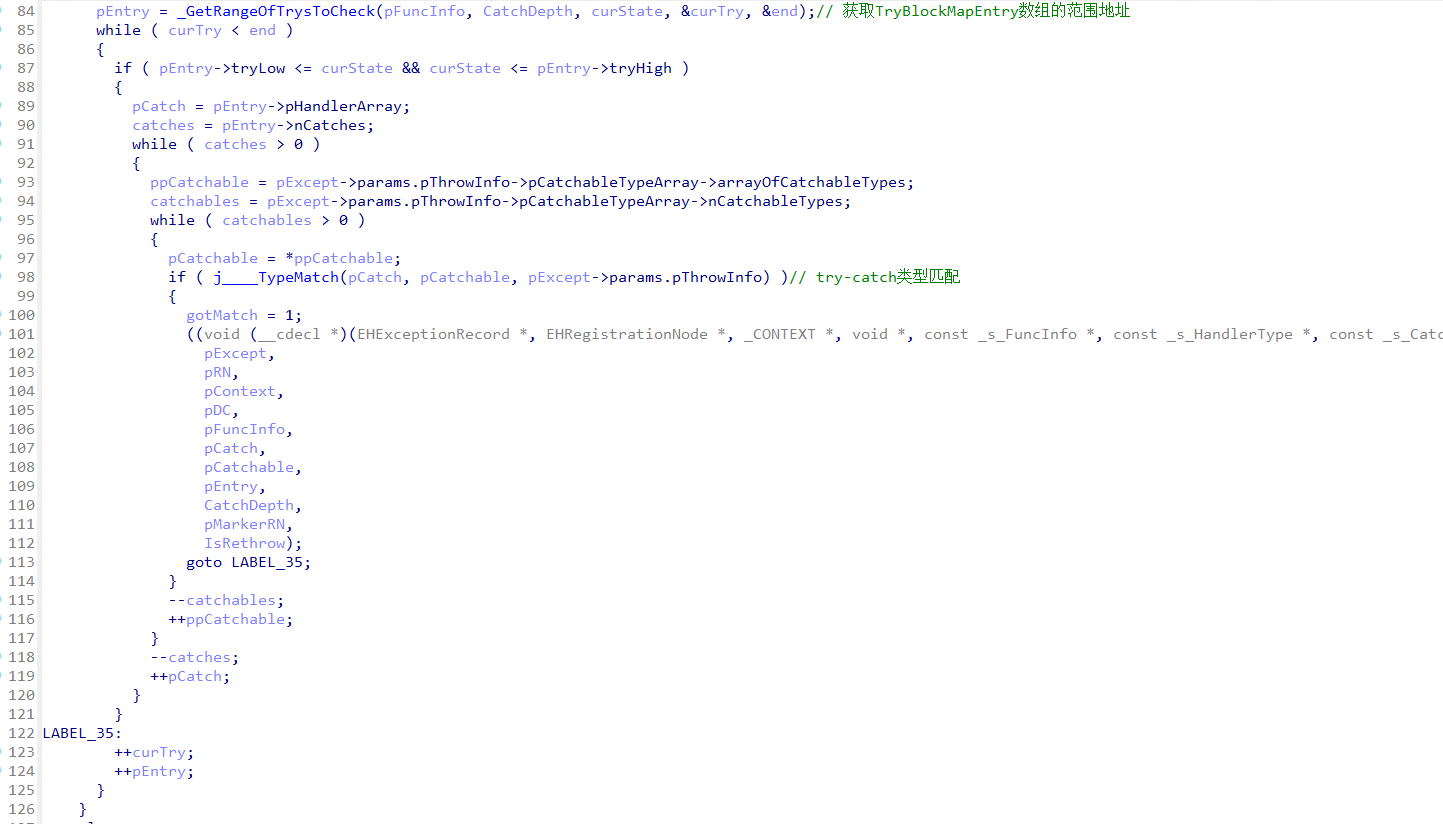 84 pEntry = _GetRangeOfTrysToCheck(pFuncInfo, CatchDepth, curState, &curTry, &end);// 获取TryBlockMapEntry数组的范围地址
85 while ( curTry < end )
86 {
87 if ( pEntry->tryLow <= curState && curState <= pEntry->tryHigh )
88 {
89 pCatch = pEntry->pHandlerArray;
90 catches = pEntry->nCatches;
91 while ( catches > 0 )
92 {
93 ppCatchable = pExcept->params.pThrowInfo->pCatchableTypeArray->arrayOfCatchableTypes;
94 catchables = pExcept->params.pThrowInfo->pCatchableTypeArray->nCatchableTypes;
95 while ( catchables > 0 )
96 {
97 pCatchable = *ppCatchable;
98 if ( j____TypeMatch(pCatch, pCatchable, pExcept->params.pThrowInfo) )// try-catch类型匹配
99 {
100 gotMatch = 1;
101 ((void (__cdecl *)(EHExceptionRecord *, EHRegistrationNode *, _CONTEXT *, void *, const _s_FuncInfo *, const _s_HandlerType *, const _s_Catc
102 pExcept,
103 pRN,
104 pContext,
105 pDC,
106 pFuncInfo,
107 pCatch,
108 pCatchable,
109 pEntry,
110 CatchDepth,
111 pMarkerRN,
112 IsRethrow);
113 goto LABEL_35;
114 }
115 --catchables;
116 ++ppCatchable;
117 }
118 --catches;
119 ++pCatch;
120 }
121 }
122 LABEL_35:
123 ++curTry;
124 ++pEntry;
125 }
126 }